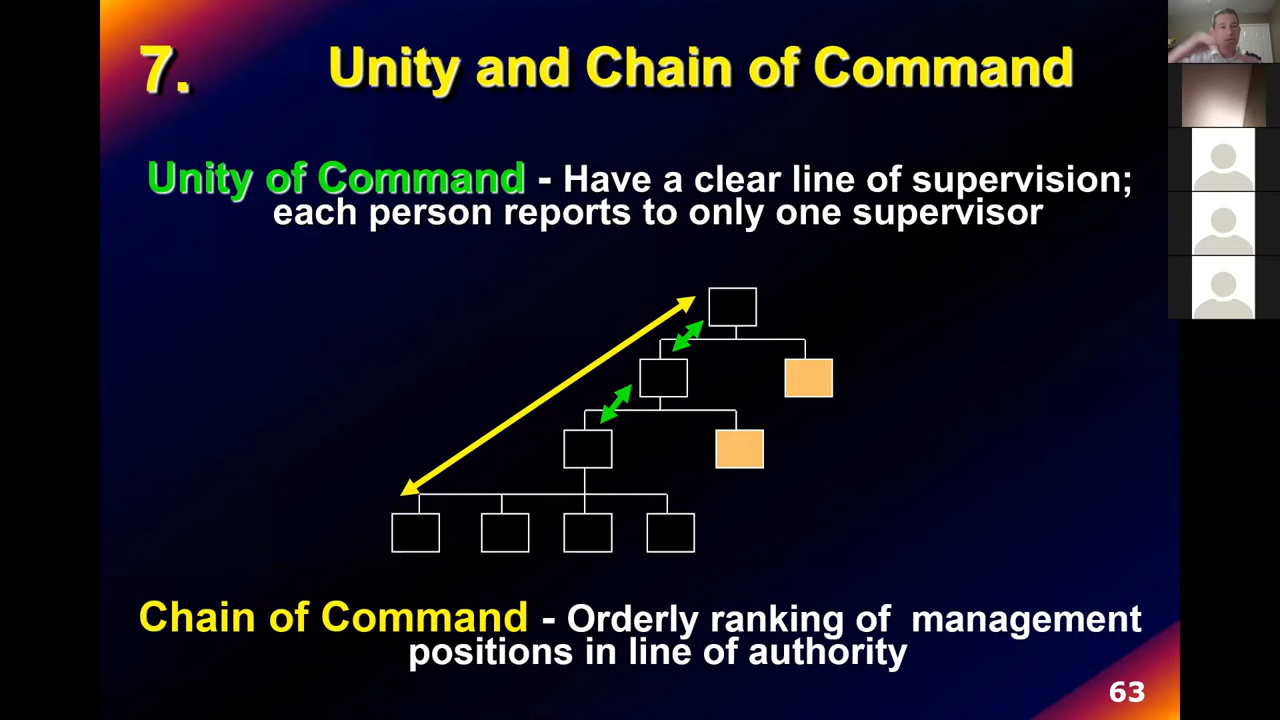 7. Unity and Chain of Command
Unity of Command - Have a clear line of supervision;
each person reports to only one supervisor
Chain of Command - Orderly ranking of  management
positions in line of authority
63